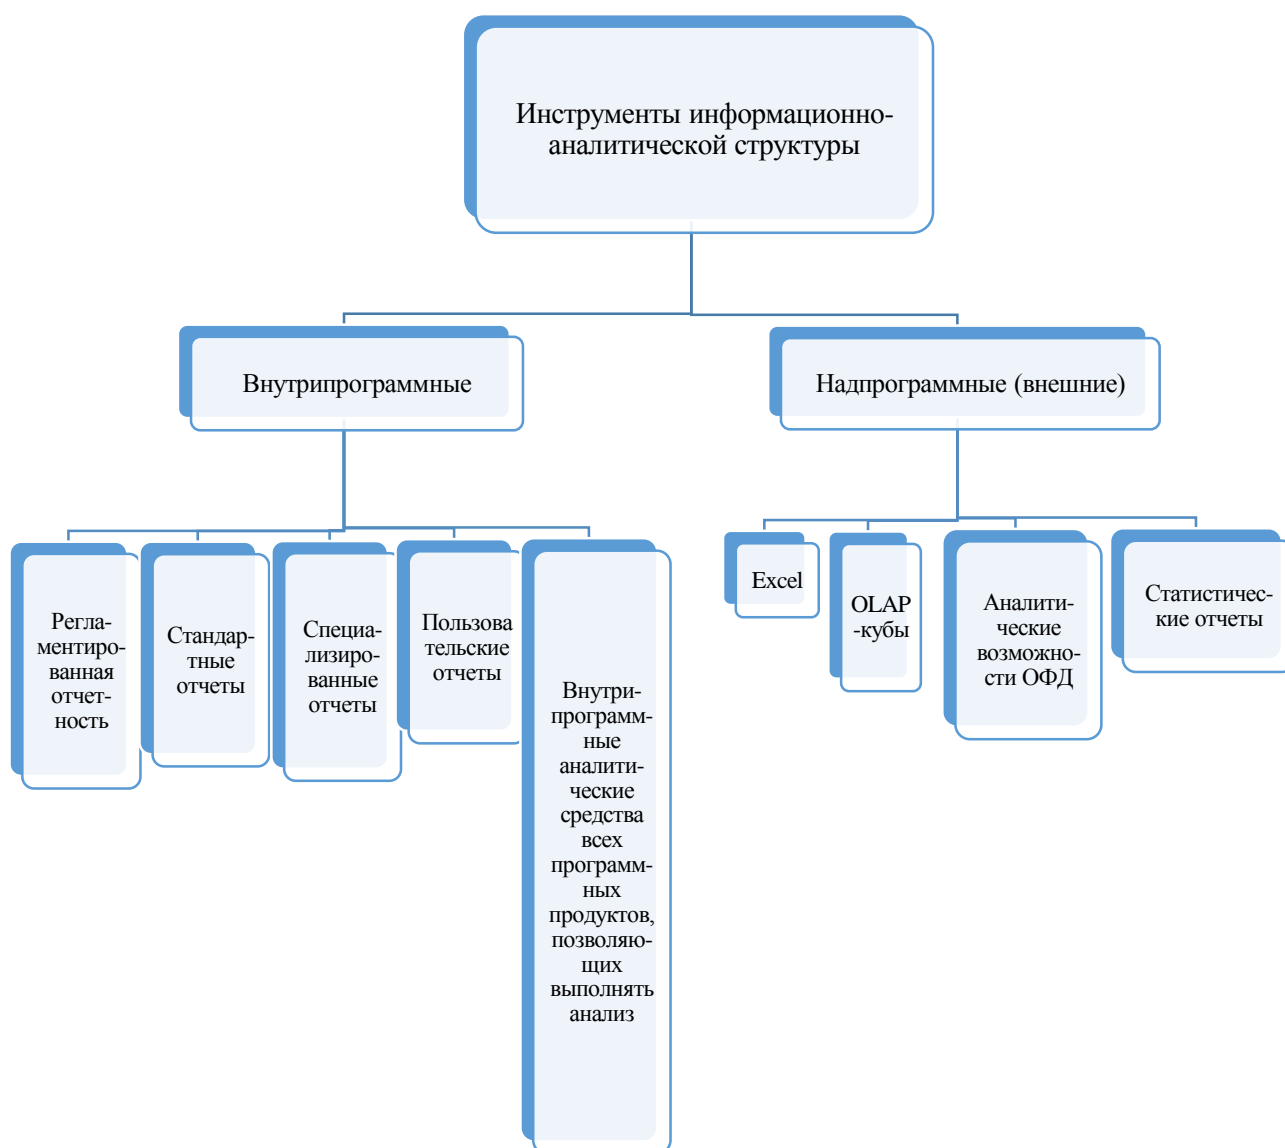 Инструменты информационно-
аналитической структуры
Внутрипрограммные
Надпрограммные (внешние)
Регла-
ментиро-
ванная
отчет-
ность
Стандар-
тные
отчеты
Специа-
лизиро-
ванные
отчеты
Пользова
тельские
отчеты
Внутри-
програм-
ные
аналити-
ческие
средства
всех
програм-
ных
продуктов,
позволяю-
щих
выполнять
анализ
Excel
OLAP
-кубы
Аналити-
ческие
возможно-
сти ОФД
Статистичес-
кие отчеты